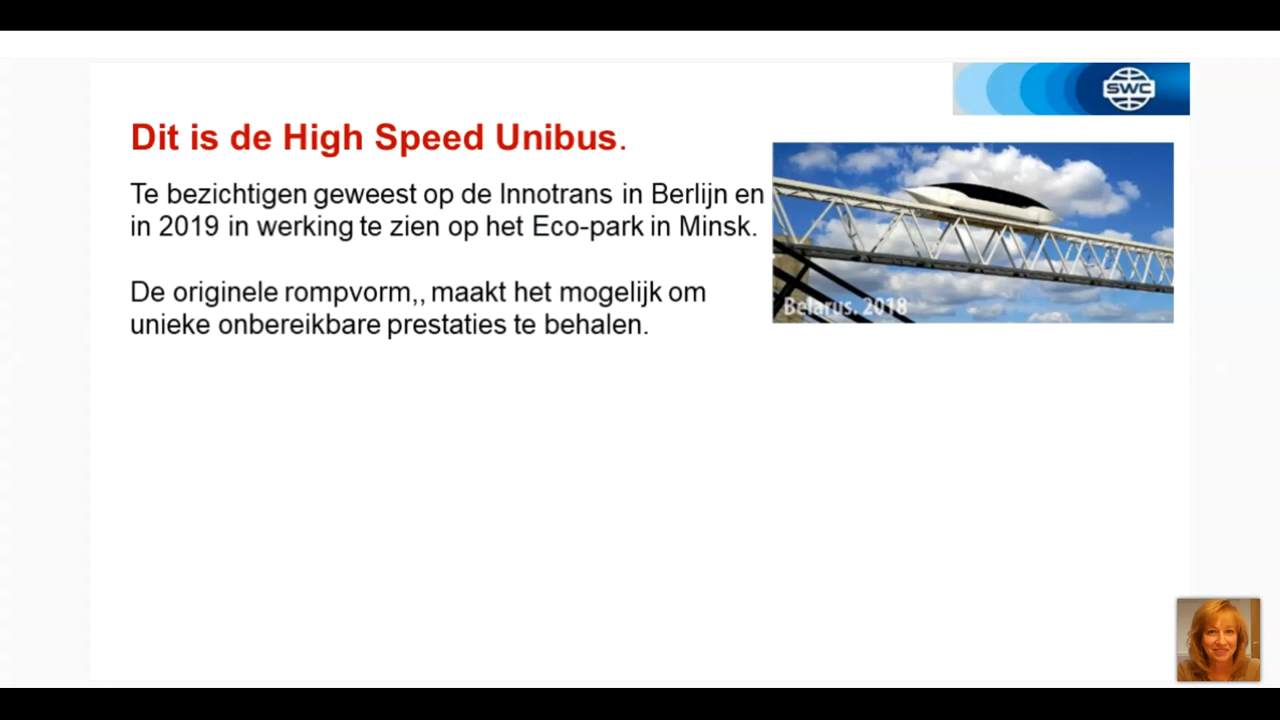 SWC
Dit is de High Speed Unibus.
Te bezichtigen geweest op de Innotrans in Berlijn en
in 2019 in werking te zien op het Eco-park in Minsk.
De originele rompvorm,, maakt het mogelijk om
unieke onbereikbare prestaties te behalen.
Belarus. 2018